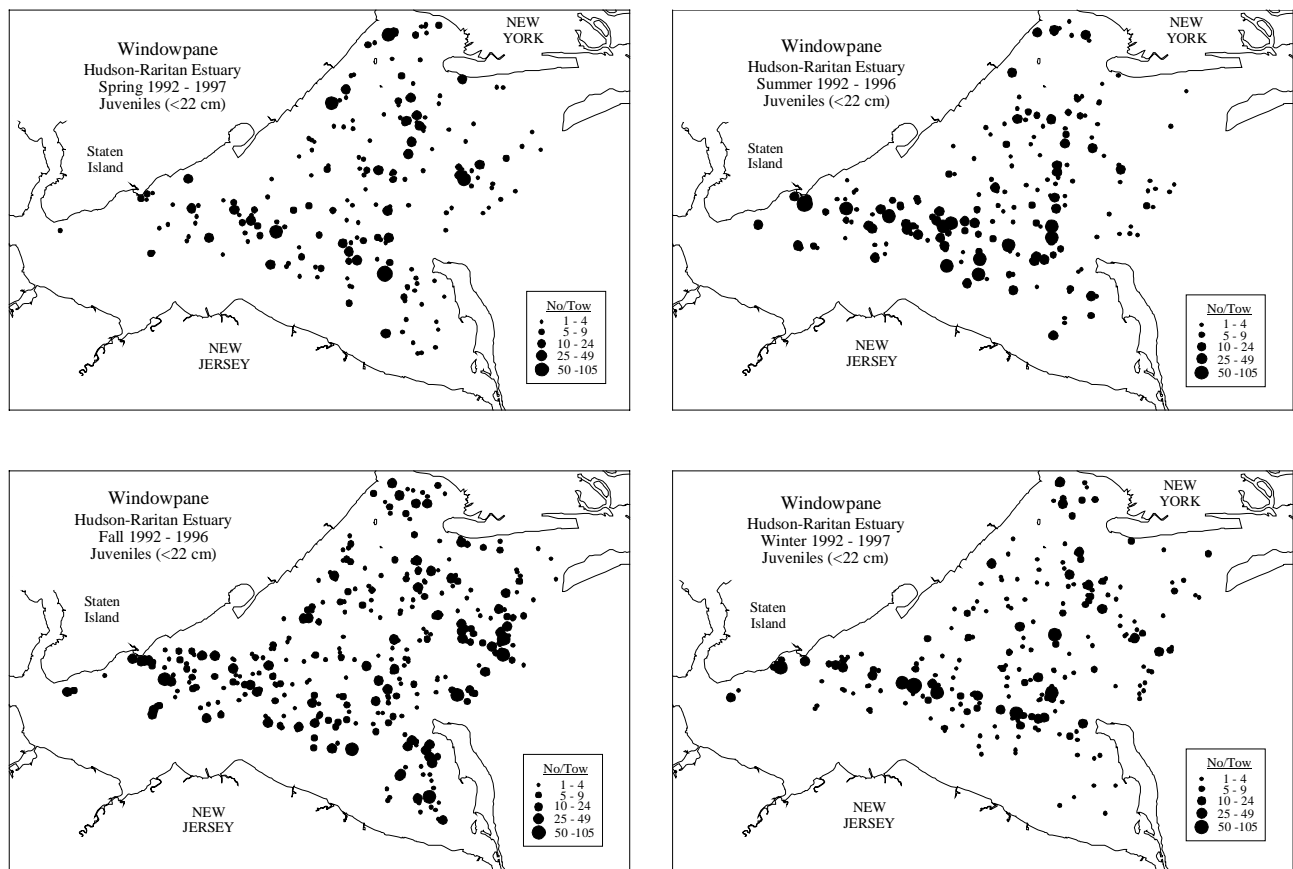 NEW
YORK
Windowpane
Hudson-Raritan Estuary
Spring 1992 - 1997
Juveniles (<22 cm)
Staten
Island
NEW
JERSEY
No/Tow
1 - 4
5 - 9
10 - 24
25 - 49
50 -105
NEW
YORK
Windowpane
Hudson-Raritan Estuary
Summer 1992 - 1996
Juveniles (<22 cm)
Staten
Island
NEW
JERSEY
No/Tow
1 - 4
5 - 9
10 - 24
25 - 49
50 -105
Windowpane
Hudson-Raritan Estuary
Fall 1992 - 1996
Juveniles (<22 cm)
NEW
YORK
Staten
Island
NEW
JERSEY
No/Tow
1 - 4
5 - 9
10 - 24
25 - 49
50 -105
NEW
YORK
Windowpane
Hudson-Raritan Estuary
Winter 1992 - 1997
Juveniles (<22 cm)
Staten
Island
NEW
JERSEY
No/Tow
1 - 4
5 - 9
10 - 24
25 - 49
50 -105